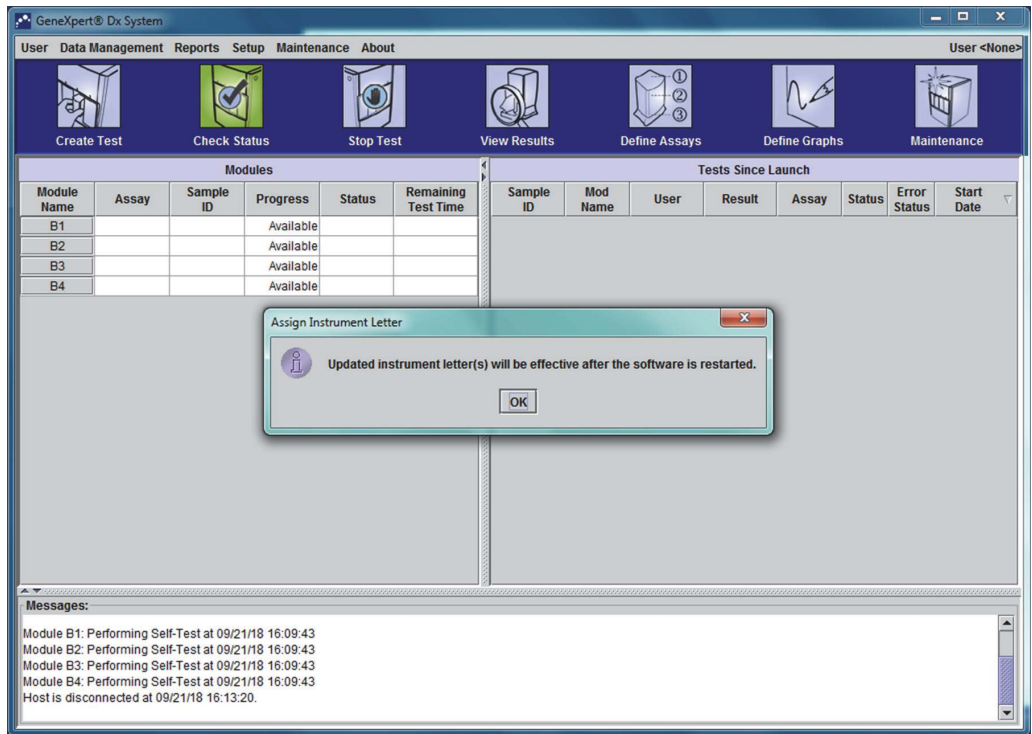 GeneXpert® Dx System
User Data Management Reports Setup Maintenance About User <None>
Create Test Check Status Stop Test View Results Define Assays Define Graphs Maintenance
1
2
3
Modules
Module Name Assay Sample ID Progress Status Remaining Test Time
B1 Available
B2 Available
B3 Available
B4 Available
Tests Since Launch
Sample ID Mod Name User Result Assay Status Error Status Start Date
Assign Instrument Letter
Updated instrument letter(s) will be effective after the software is restarted.
OK
Messages:
Module B1: Performing Self-Test at 09/21/18 16:09:43
Module B2: Performing Self-Test at 09/21/18 16:09:43
Module B3: Performing Self-Test at 09/21/18 16:09:43
Module B4: Performing Self-Test at 09/21/18 16:09:43
Host is disconnected at 09/21/18 16:13:20.